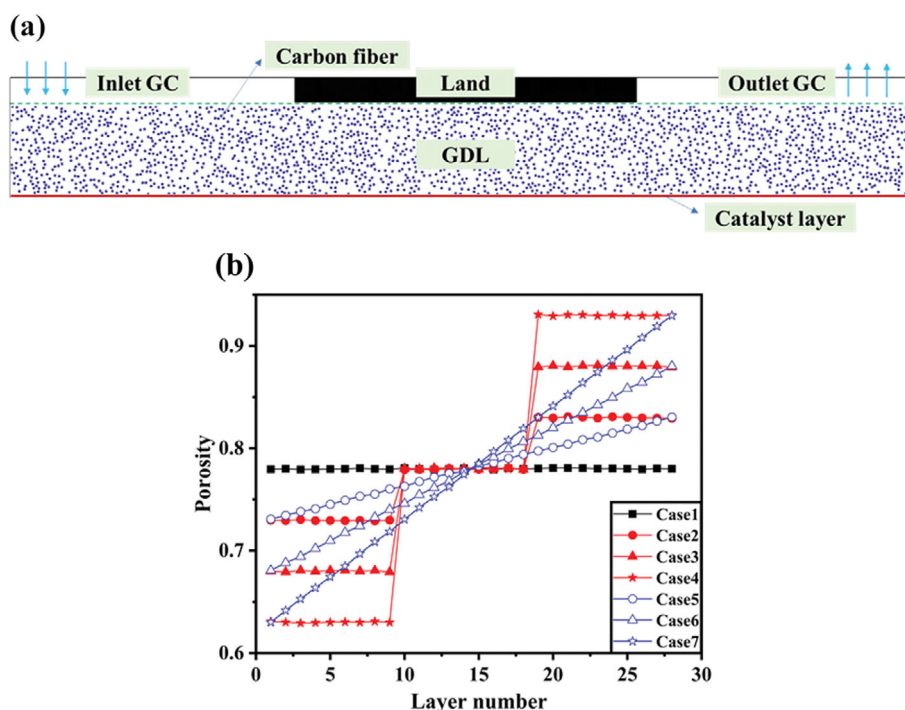 (a)
Carbon fiber
Inlet GC
Land
Outlet GC
GDL
Catalyst layer
(b)
Porosity
0.9
0.8
0.7
0.6
Case1
Case2
Case3
Case4
Case5
Case6
Case7
0 5 10 15 20 25 30
Layer number